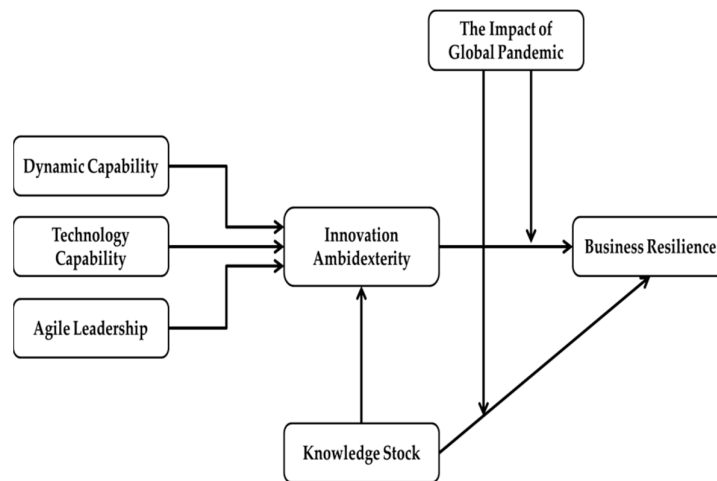 The Impact of
Global Pandemic
Dynamic Capability
Technology
Capability
Agile Leadership
Innovation
Ambidexterity
Business Resilience
Knowledge Stock